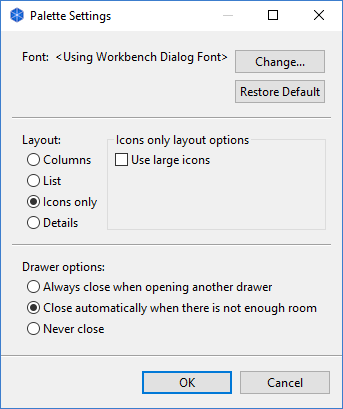 Palette Settings
Font: <Using Workbench Dialog Font> Change...
Restore Default
Layout:
Columns
List
Icons only
Details
Icons only layout options
Use large icons
Drawer options:
Always close when opening another drawer
Close automatically when there is not enough room
Never close
OK Cancel